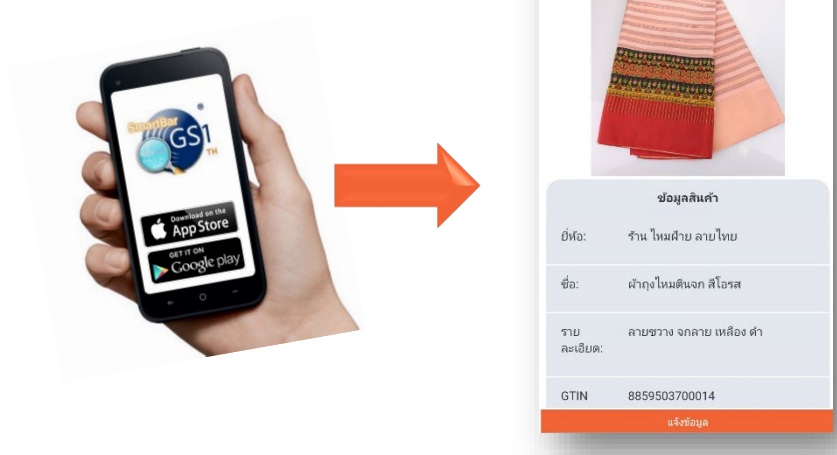 SmartBar
GS1
®
TH
Download on the
App Store
GET IT ON
Google play
ข้อมูลสินค้า
ยี่ห้อ: ร้าน ไหมฝ้าย ลายไทย
ชื่อ: ผ้าถุงไหมตีนจก สีโอรส
ราย ลายขวาง จกลาย เหลือง ดำ
ละเอียด:
GTIN 8859503700014
แจ้งข้อมูล